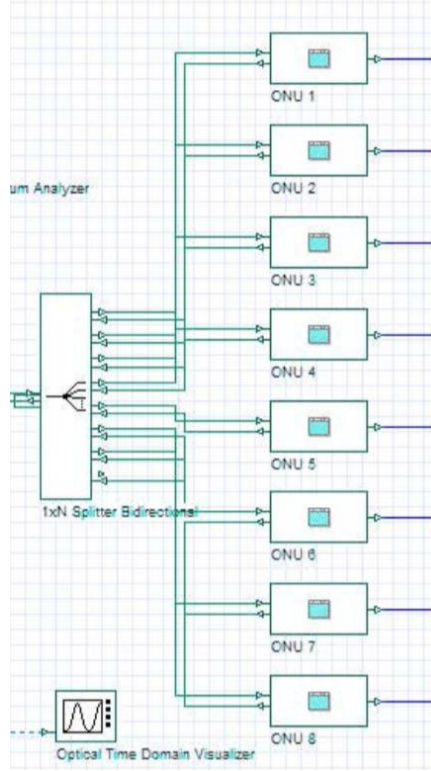 ONU 1
ONU 2
um Analyzer
ONU 3
ONU 4
ONU 5
1xN Splitter Bidirectional
ONU 6
ONU 7
ONU 8
Optical Time Domain Visualizer